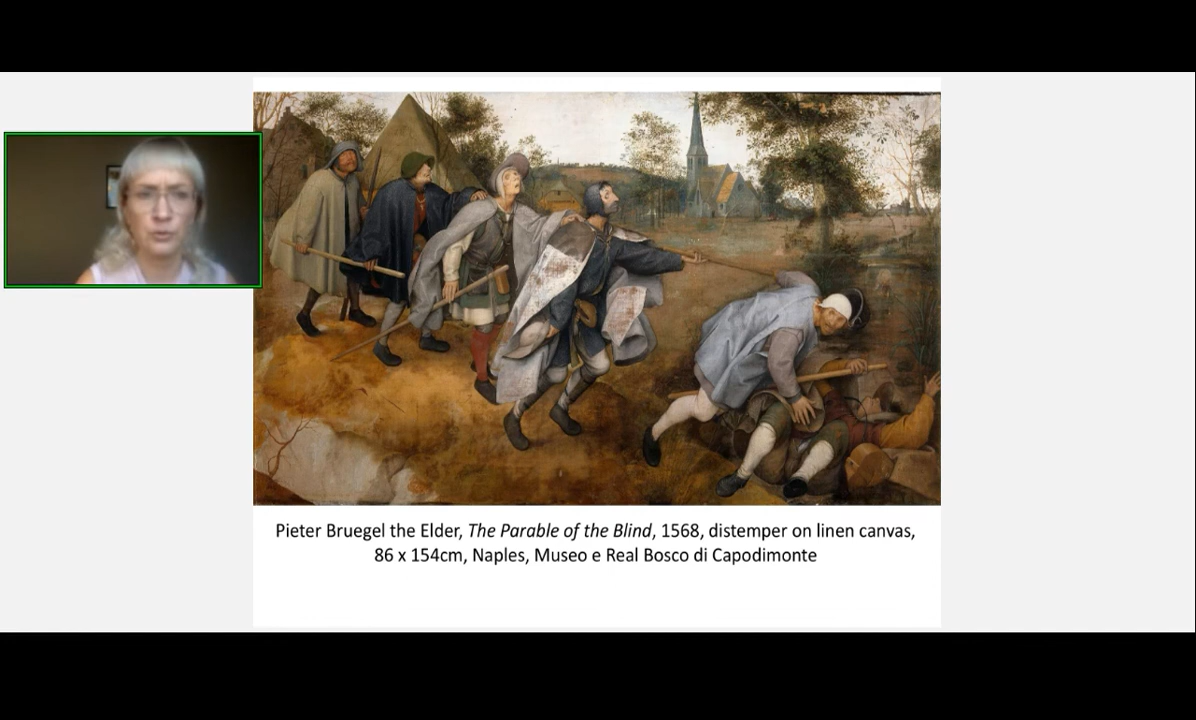 Pieter Bruegel the Elder, The Parable of the Blind, 1568, distemper on linen canvas,
86 x 154cm, Naples, Museo e Real Bosco di Capodimonte